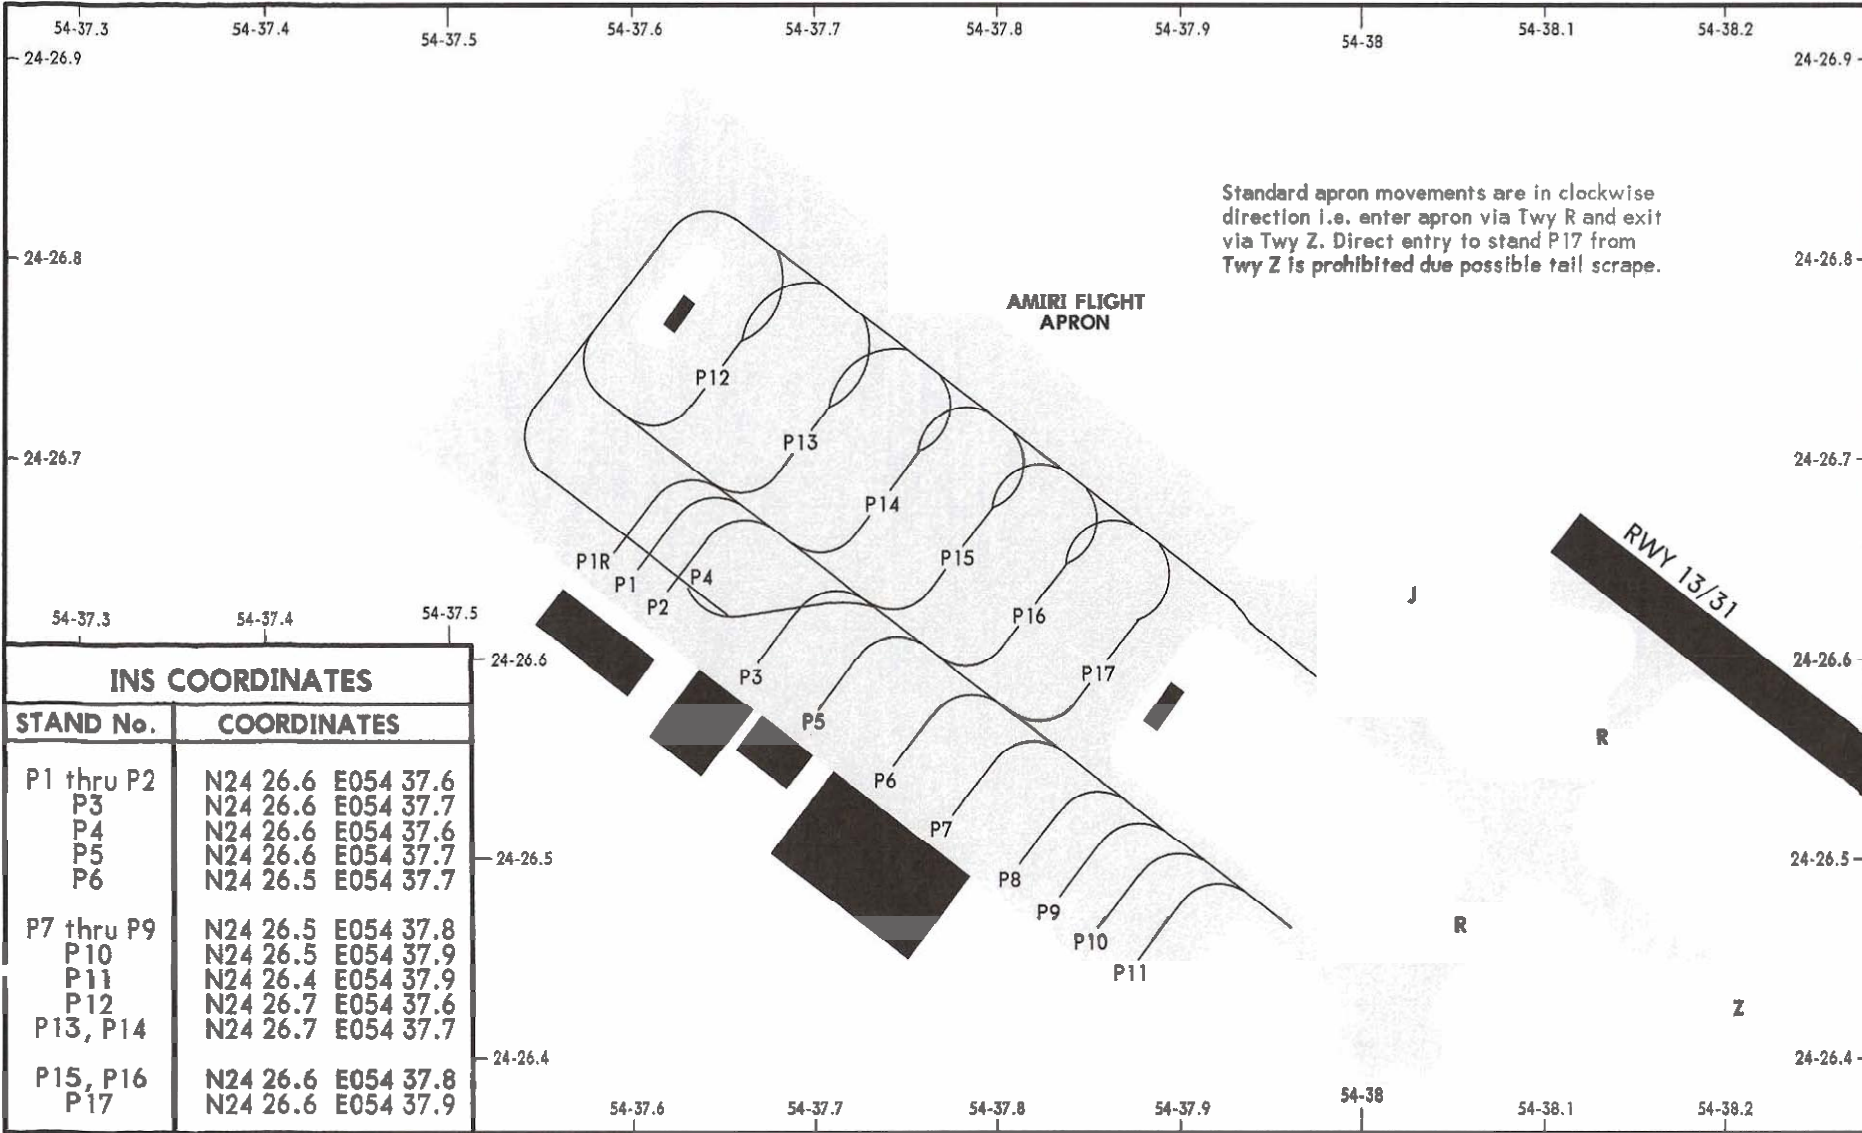 54-37.3 54-37.4 54-37.5 54-37.6 54-37.7 54-37.8 54-37.9 54-38 54-38.1 54-38.2
24-26.9 24-26.9
Standard apron movements are in clockwise
direction i.e. enter apron via Twy R and exit
via Twy Z. Direct entry to stand P17 from
Twy Z is prohibited due possible tail scrape.
24-26.8 24-26.8
AMIRI FLIGHT
APRON
P12
P13
24-26.7 24-26.7
P14
RWY 13/31
P15
P1R
P1
P4
P2
J
P16
54-37.3 54-37.4 54-37.5
24-26.6 24-26.6
P3
P17
P5
R
P6
P7
24-26.5 24-26.5
P8
P9
R
P10
P11
Z
24-26.4 24-26.4
INS COORDINATES
STAND No. COORDINATES
P1 thru P2 N24 26.6 E054 37.6
P3 N24 26.6 E054 37.7
P4 N24 26.6 E054 37.6
P5 N24 26.6 E054 37.7
P6 N24 26.5 E054 37.7
P7 thru P9 N24 26.5 E054 37.8
P10 N24 26.5 E054 37.9
P11 N24 26.4 E054 37.9
P12 N24 26.7 E054 37.6
P13, P14 N24 26.7 E054 37.7
P15, P16 N24 26.6 E054 37.8
P17 N24 26.6 E054 37.9
54-37.6 54-37.7 54-37.8 54-37.9 54-38 54-38.1 54-38.2